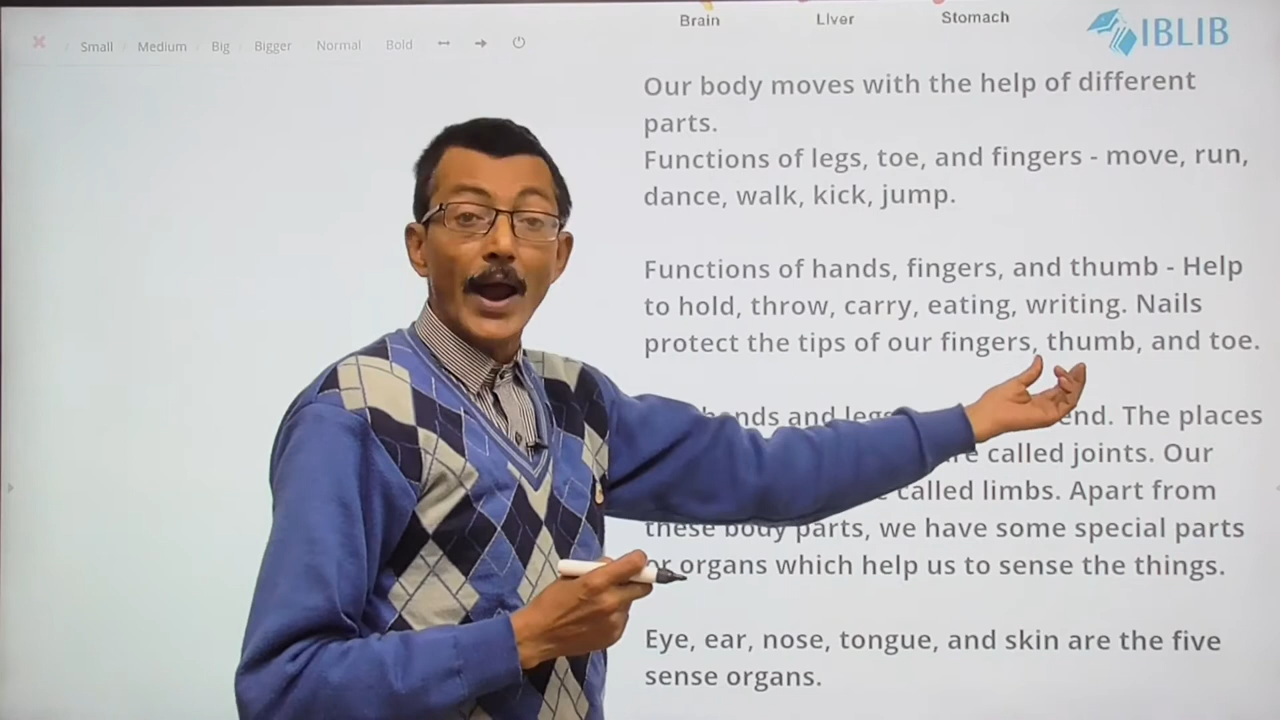 Brain Liver Stomach
IBLIB
Small Medium Big Bigger Normal Bold
Our body moves with the help of different
parts.
Functions of legs, toe, and fingers - move, run,
dance, walk, kick, jump.
Functions of hands, fingers, and thumb - Help
to hold, throw, carry, eating, writing. Nails
protect the tips of our fingers, thumb, and toe.
and The places
called joints. Our
called limbs. Apart from
these body parts, we have some special parts
or organs which help us to sense the things.
Eye, ear, nose, tongue, and skin are the five
sense organs.